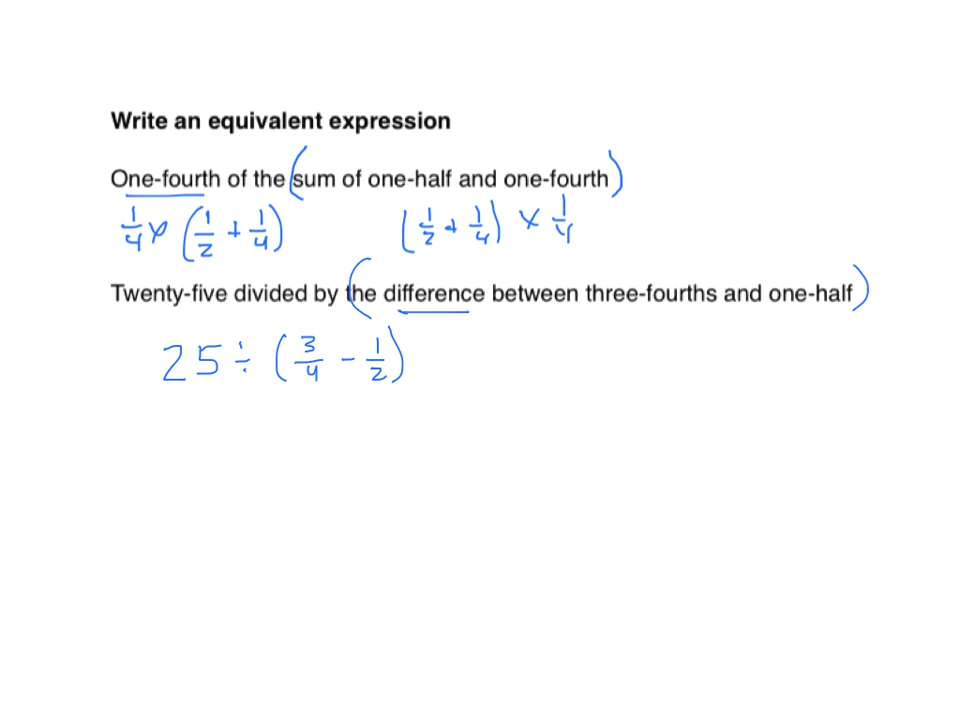 Write an equivalent expression
One-fourth of the (sum of one-half and one-fourth)
1/4 × (1/2 + 1/4) (1/2 + 1/4) × 1/4
Twenty-five divided by (the difference between three-fourths and one-half)
25 ÷ (3/4 - 1/2)